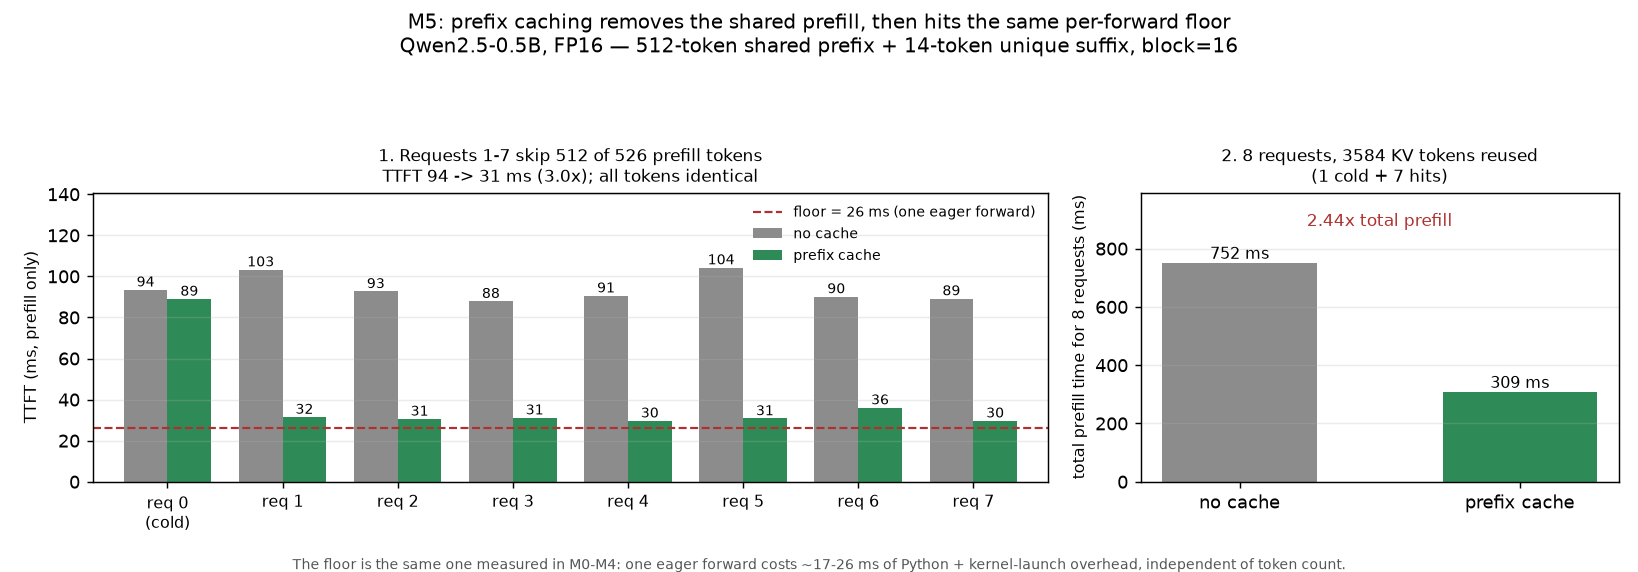 M5: prefix caching removes the shared prefill, then hits the same per-forward floor
Qwen2.5-0.5B, FP16 — 512-token shared prefix + 14-token unique suffix, block=16
1. Requests 1-7 skip 512 of 526 prefill tokens
TTFT 94 -> 31 ms (3.0x); all tokens identical
TTFT (ms, prefill only)
140
120
100
80
60
40
20
0
floor = 26 ms (one eager forward)
no cache
prefix cache
94
89
103
32
93
31
88
31
91
30
104
31
90
36
89
30
req 0
(cold)
req 1
req 2
req 3
req 4
req 5
req 6
req 7
2. 8 requests, 3584 KV tokens reused
(1 cold + 7 hits)
total prefill time for 8 requests (ms)
800
600
400
200
0
2.44x total prefill
752 ms
309 ms
no cache
prefix cache
The floor is the same one measured in M0-M4: one eager forward costs ~17-26 ms of Python + kernel-launch overhead, independent of token count.